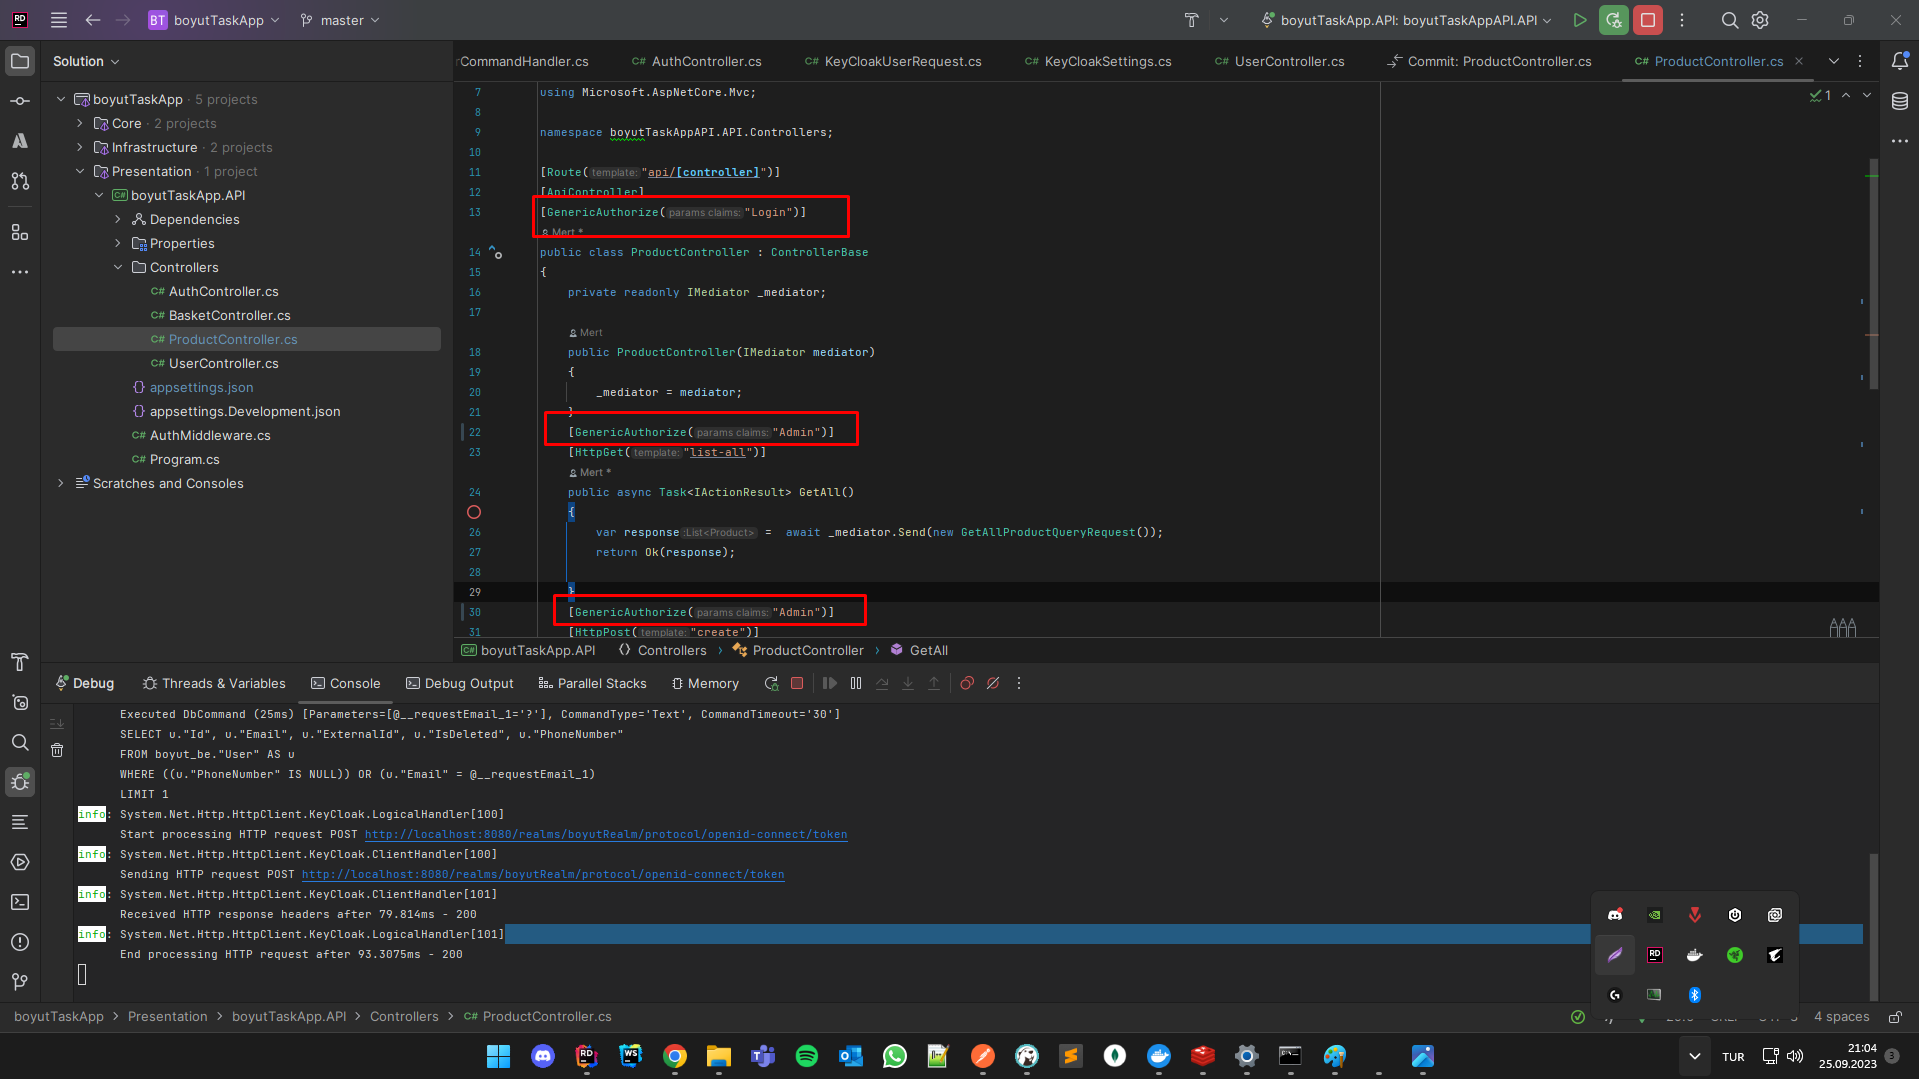 BT boyutTaskApp master boyutTaskApp.API: boyutTaskAppAPI.API
Solution
rCommandHandler.cs C# AuthController.cs C# KeyCloakUserRequest.cs C# KeyCloakSettings.cs C# UserController.cs Commit: ProductController.cs C# ProductController.cs
boyutTaskApp · 5 projects
Core · 2 projects
Infrastructure · 2 projects
Presentation · 1 project
C# boyutTaskApp.API
Dependencies
Properties
Controllers
C# AuthController.cs
C# BasketController.cs
C# ProductController.cs
C# UserController.cs
{} appsettings.json
{} appsettings.Development.json
C# AuthMiddleware.cs
C# Program.cs
Scratches and Consoles
1
7 using Microsoft.AspNetCore.Mvc;
8
9 namespace boyutTaskAppAPI.API.Controllers;
10
11 [Route(template: "api/[controller]")]
12 [ApiController]
13 [GenericAuthorize(params claims: "Login")]
Mert *
14 public class ProductController : ControllerBase
15 {
16 private readonly IMediator _mediator;
17
Mert
18 public ProductController(IMediator mediator)
19 {
20 _mediator = mediator;
21 }
22 [GenericAuthorize(params claims: "Admin")]
23 [HttpGet(template: "list-all")]
Mert *
24 public async Task<IActionResult> GetAll()
{
26 var response :List<Product> = await _mediator.Send(new GetAllProductQueryRequest());
27 return Ok(response);
28
29 }
30 [GenericAuthorize(params claims: "Admin")]
31 [HttpPost(template: "create")]
C# boyutTaskApp.API Controllers ProductController GetAll
Debug Threads & Variables Console Debug Output Parallel Stacks Memory
Executed DbCommand (25ms) [Parameters=[@__requestEmail_1='?'], CommandType='Text', CommandTimeout='30']
SELECT u."Id", u."Email", u."ExternalId", u."IsDeleted", u."PhoneNumber"
FROM boyut_be."User" AS u
WHERE ((u."PhoneNumber" IS NULL)) OR (u."Email" = @__requestEmail_1)
LIMIT 1
info: System.Net.Http.HttpClient.KeyCloak.LogicalHandler[100]
Start processing HTTP request POST http://localhost:8080/realms/boyutRealm/protocol/openid-connect/token
info: System.Net.Http.HttpClient.KeyCloak.ClientHandler[100]
Sending HTTP request POST http://localhost:8080/realms/boyutRealm/protocol/openid-connect/token
info: System.Net.Http.HttpClient.KeyCloak.ClientHandler[101]
Received HTTP response headers after 79.814ms - 200
info: System.Net.Http.HttpClient.KeyCloak.LogicalHandler[101]
End processing HTTP request after 93.3075ms - 200
boyutTaskApp Presentation boyutTaskApp.API Controllers C# ProductController.cs
4 spaces
TUR
21:04
25.09.2023
3